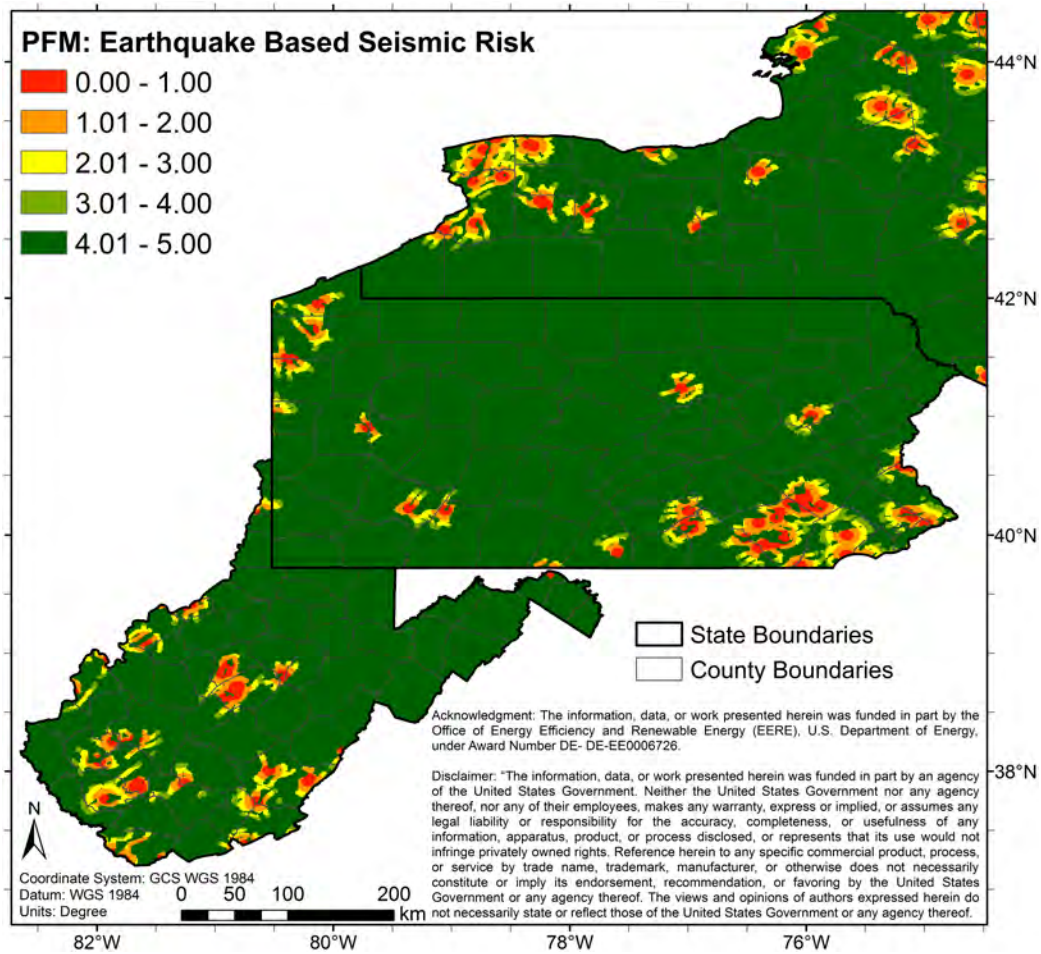 PFM: Earthquake Based Seismic Risk
0.00 - 1.00
1.01 - 2.00
2.01 - 3.00
3.01 - 4.00
4.01 - 5.00
44°N
42°N
40°N
38°N
State Boundaries
County Boundaries
Acknowledgment: The information, data, or work presented herein was funded in part by the
Office of Energy Efficiency and Renewable Energy (EERE), U.S. Department of Energy,
under Award Number DE- DE-EE0006726.
Disclaimer: “The information, data, or work presented herein was funded in part by an agency
of the United States Government. Neither the United States Government nor any agency
thereof, nor any of their employees, makes any warranty, express or implied, or assumes any
legal liability or responsibility for the accuracy, completeness, or usefulness of any
information, apparatus, product, or process disclosed, or represents that its use would not
infringe privately owned rights. Reference herein to any specific commercial product, process,
or service by trade name, trademark, manufacturer, or otherwise does not necessarily
constitute or imply its endorsement, recommendation, or favoring by the United States
Government or any agency thereof. The views and opinions of authors expressed herein do
not necessarily state or reflect those of the United States Government or any agency thereof.
N
Coordinate System: GCS WGS 1984
Datum: WGS 1984
Units: Degree
0 50 100 200
km
82°W 80°W 78°W 76°W